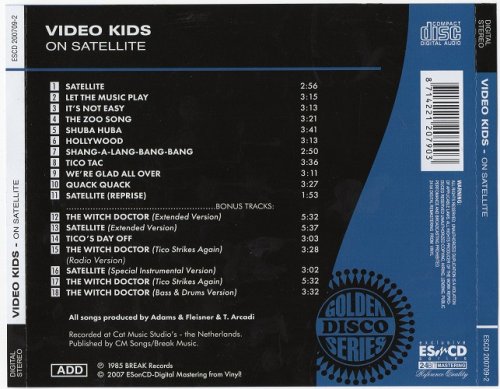 ESCD 200709-2
DIGITAL STEREO
VIDEO KIDS - ON SATELLITE
DIGITAL STEREO
VIDEO KIDS
ON SATELLITE
COMPACT
disc
DIGITAL AUDIO
1 SATELLITE 2:56
2 LET THE MUSIC PLAY 3:15
3 IT'S NOT EASY 3:13
4 THE ZOO SONG 3:21
5 SHUBA HUBA 3:41
6 HOLLYWOOD 3:13
7 SHANG-A-LANG-BANG-BANG 2:50
8 TICO TAC 3:36
9 WE'RE GLAD ALL OVER 3:11
10 QUACK QUACK 3:27
11 SATELLITE (REPRISE) 1:53
BONUS TRACKS:
12 THE WITCH DOCTOR (Extended Version) 5:32
13 SATELLITE (Extended Version) 5:37
14 TICO'S DAY OFF 3:03
15 THE WITCH DOCTOR (Tico Strikes Again) 3:28
(Radio Version)
16 SATELLITE (Special Instrumental Version) 3:02
17 THE WITCH DOCTOR (Tico Strikes Again) 5:32
18 THE WITCH DOCTOR (Bass & Drums Version) 3:32
All songs produced by Adams & Fleisner & T. Arcadi
Recorded at Cat Music Studio's - the Netherlands.
Published by CM Songs/Break Music.
ADD
Ⓟ 1985 BREAK Records
© 2007 ESonCD-Digital Mastering from Vinyl!
8 714221 207903
WARNING
GOLDEN
DISCO
SERIES
exclusive
ESonCD
24Bit MASTERING
Reference Quality
DIGITAL STEREO
VIDEO KIDS - ON SATELLITE
ESCD 200709-2